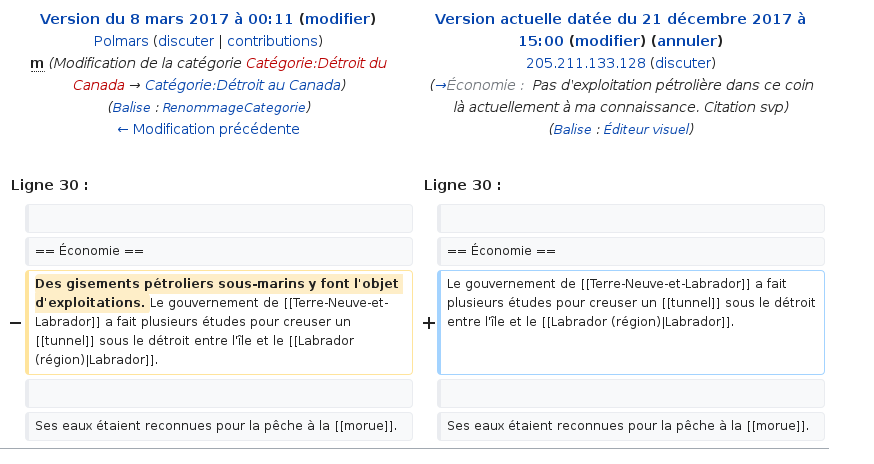 Version du 8 mars 2017 à 00:11 (modifier)
Polmars (discuter | contributions)
m (Modification de la catégorie Catégorie:Détroit du
Canada → Catégorie:Détroit au Canada)
(Balise : RenommageCategorie)
← Modification précédente
Version actuelle datée du 21 décembre 2017 à
15:00 (modifier) (annuler)
205.211.133.128 (discuter)
(→Économie : Pas d'exploitation pétrolière dans ce coin
là actuellement à ma connaissance. Citation svp)
(Balise : Éditeur visuel)
Ligne 30 :
Ligne 30 :
== Économie ==
== Économie ==
− Des gisements pétroliers sous-marins y font l'objet
d'exploitations. Le gouvernement de [[Terre-Neuve-et-
Labrador]] a fait plusieurs études pour creuser un
[[tunnel]] sous le détroit entre l'île et le [[Labrador
(région)|Labrador]].
+ Le gouvernement de [[Terre-Neuve-et-Labrador]] a fait
plusieurs études pour creuser un [[tunnel]] sous le détroit
entre l'île et le [[Labrador (région)|Labrador]].
Ses eaux étaient reconnues pour la pêche à la [[morue]].
Ses eaux étaient reconnues pour la pêche à la [[morue]].